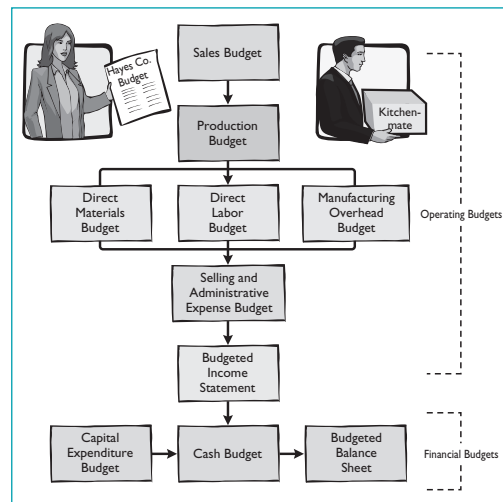 Hayes Co.
Budget
Sales Budget
Kitchen-
mate
Production
Budget
Direct
Materials
Budget
Direct
Labor
Budget
Manufacturing
Overhead
Budget
Operating Budgets
Selling and
Administrative
Expense Budget
Budgeted
Income
Statement
Capital
Expenditure
Budget
Cash Budget
Budgeted
Balance
Sheet
Financial Budgets